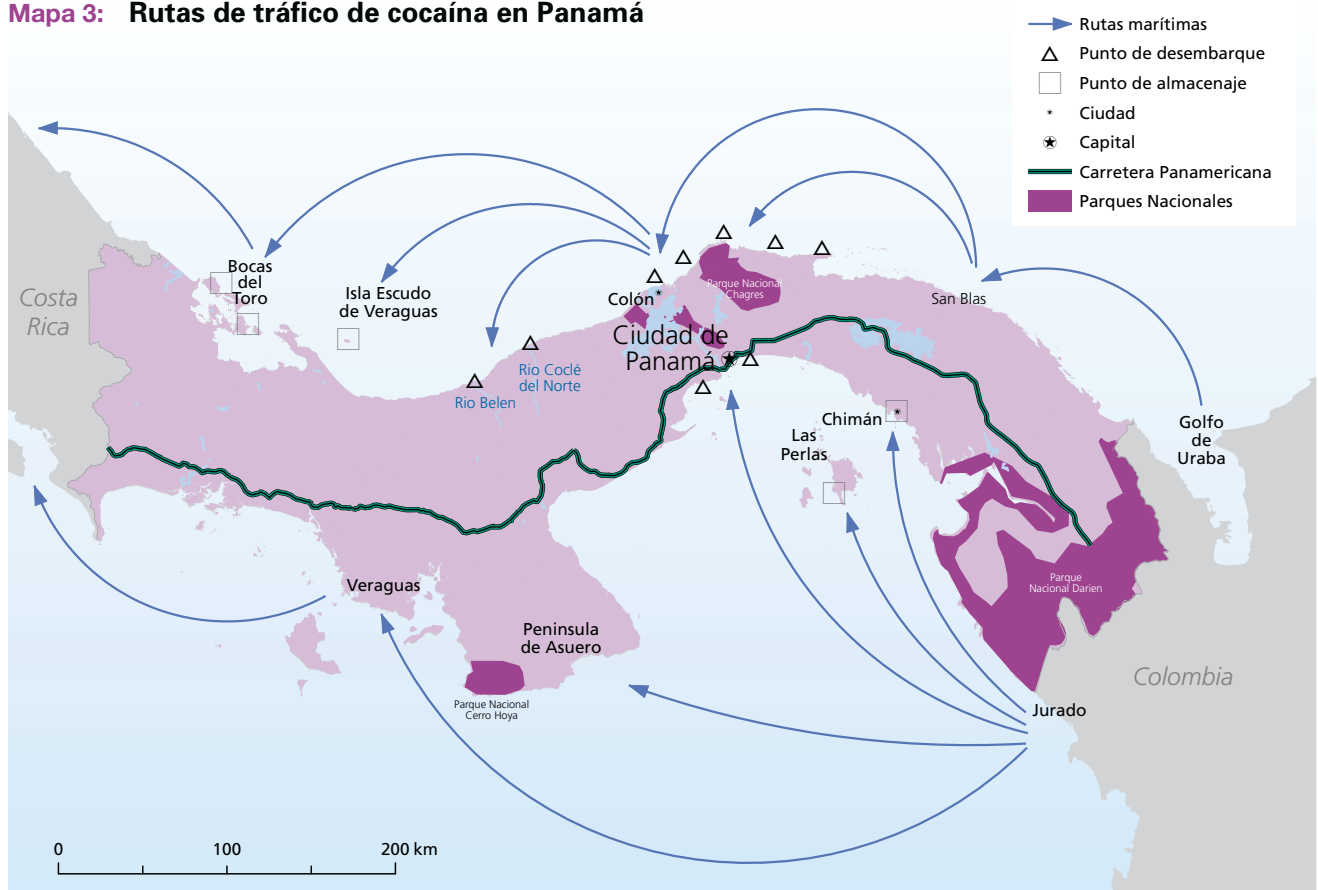 Mapa 3: Rutas de tráfico de cocaína en Panamá
Rutas marítimas
Punto de desembarque
Punto de almacenaje
Ciudad
Capital
Carretera Panamericana
Parques Nacionales
Costa
Rica
Bocas
del
Toro
Isla Escudo
de Veraguas
Colón
Parque Nacional
Chagres
San Blas
Ciudad de
Panamá
Rio Coclé
del Norte
Rio Belen
Chimán
Las
Perlas
Golfo
de
Uraba
Veraguas
Peninsula
de Asuero
Parque Nacional
Cerro Hoya
Parque
Nacional Darien
Colombia
Jurado
0 100 200 km